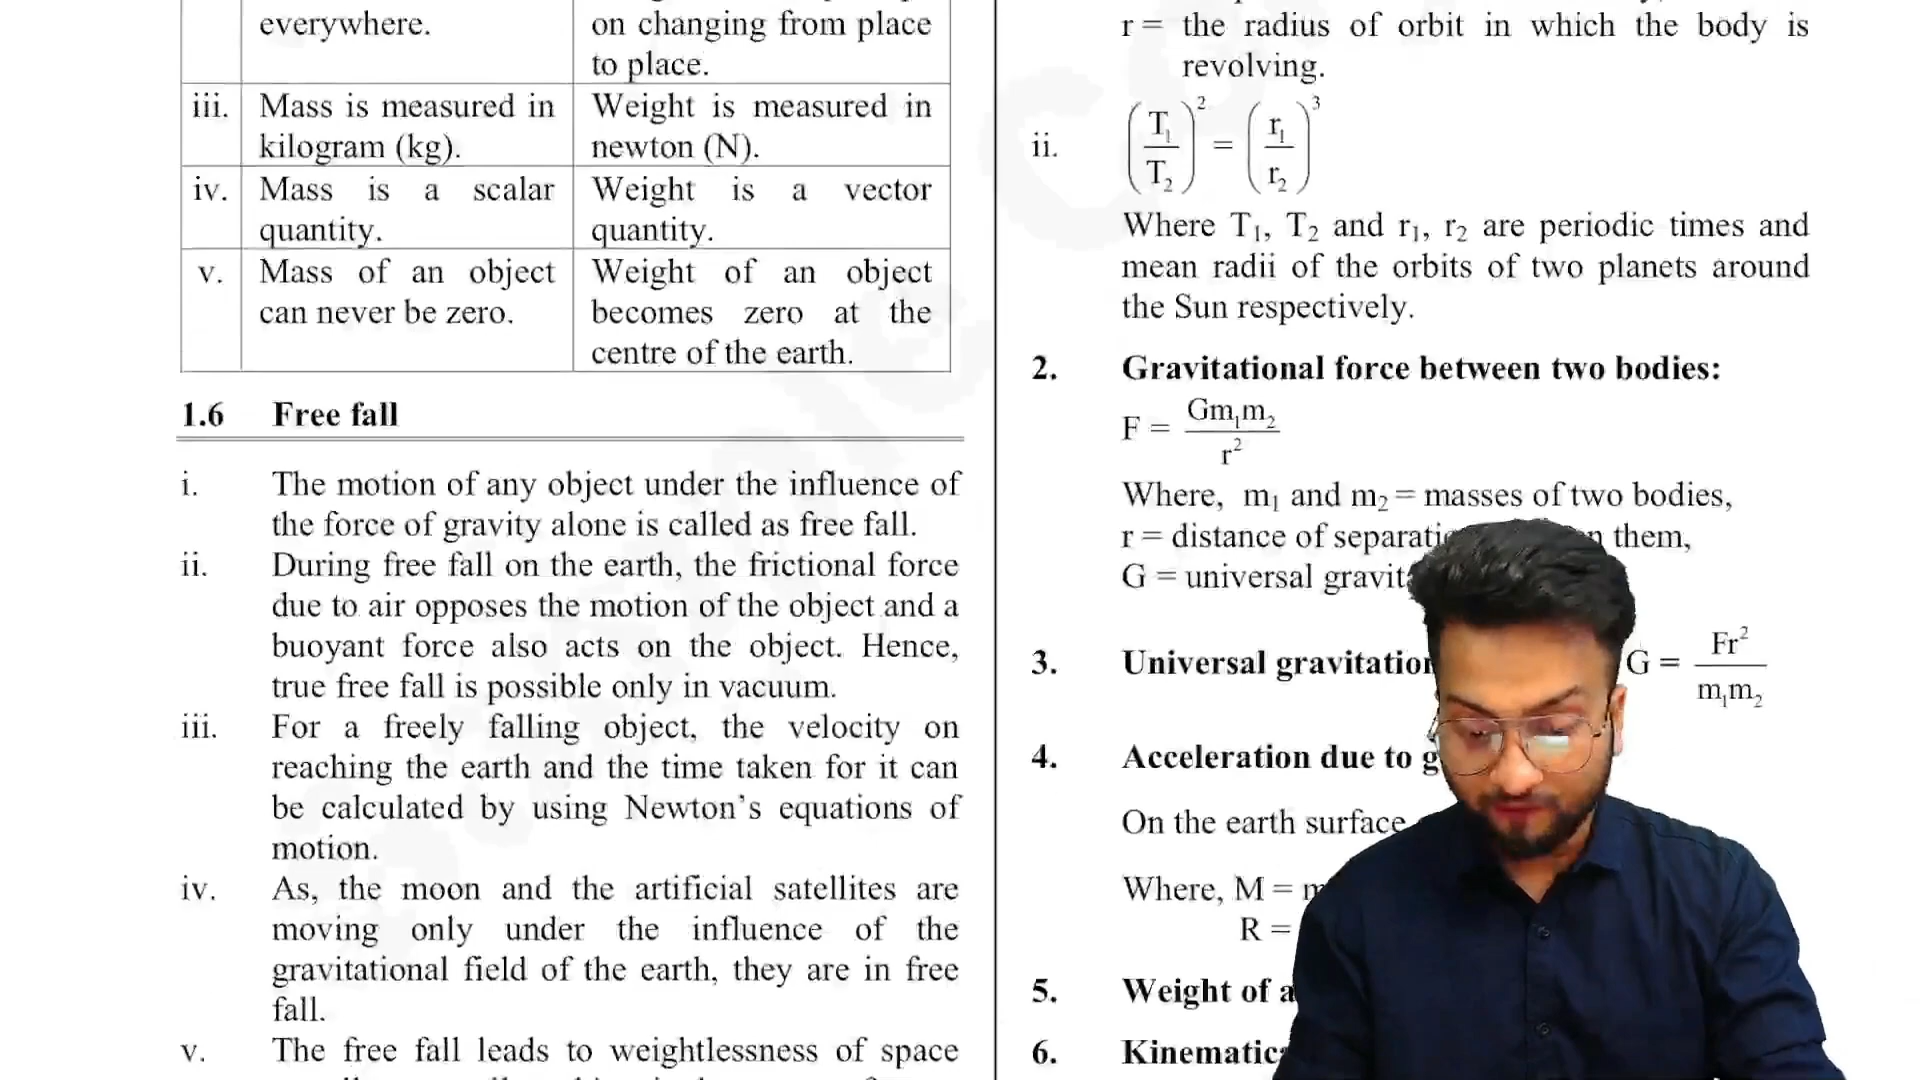 everywhere.
on changing from place
to place.
iii. Mass is measured in
kilogram (kg).
Weight is measured in
newton (N).
iv. Mass is a scalar
quantity.
Weight is a vector
quantity.
v. Mass of an object
can never be zero.
Weight of an object
becomes zero at the
centre of the earth.
1.6 Free fall
i. The motion of any object under the influence of
the force of gravity alone is called as free fall.
ii. During free fall on the earth, the frictional force
due to air opposes the motion of the object and a
buoyant force also acts on the object. Hence,
true free fall is possible only in vacuum.
iii. For a freely falling object, the velocity on
reaching the earth and the time taken for it can
be calculated by using Newton’s equations of
motion.
iv. As, the moon and the artificial satellites are
moving only under the influence of the
gravitational field of the earth, they are in free
fall.
v. The free fall leads to weightlessness of space
r = the radius of orbit in which the body is
revolving.
ii. (T₁/T₂)² = (r₁/r₂)³
Where T₁, T₂ and r₁, r₂ are periodic times and
mean radii of the orbits of two planets around
the Sun respectively.
2. Gravitational force between two bodies:
F = Gm₁m₂/r²
Where, m₁ and m₂ = masses of two bodies,
r = distance of them,
G = universal
3. Universal G = Fr²/m₁m₂
4. Acceleration due to
On the earth surface
Where, M =
R =
5. Weight of
6.